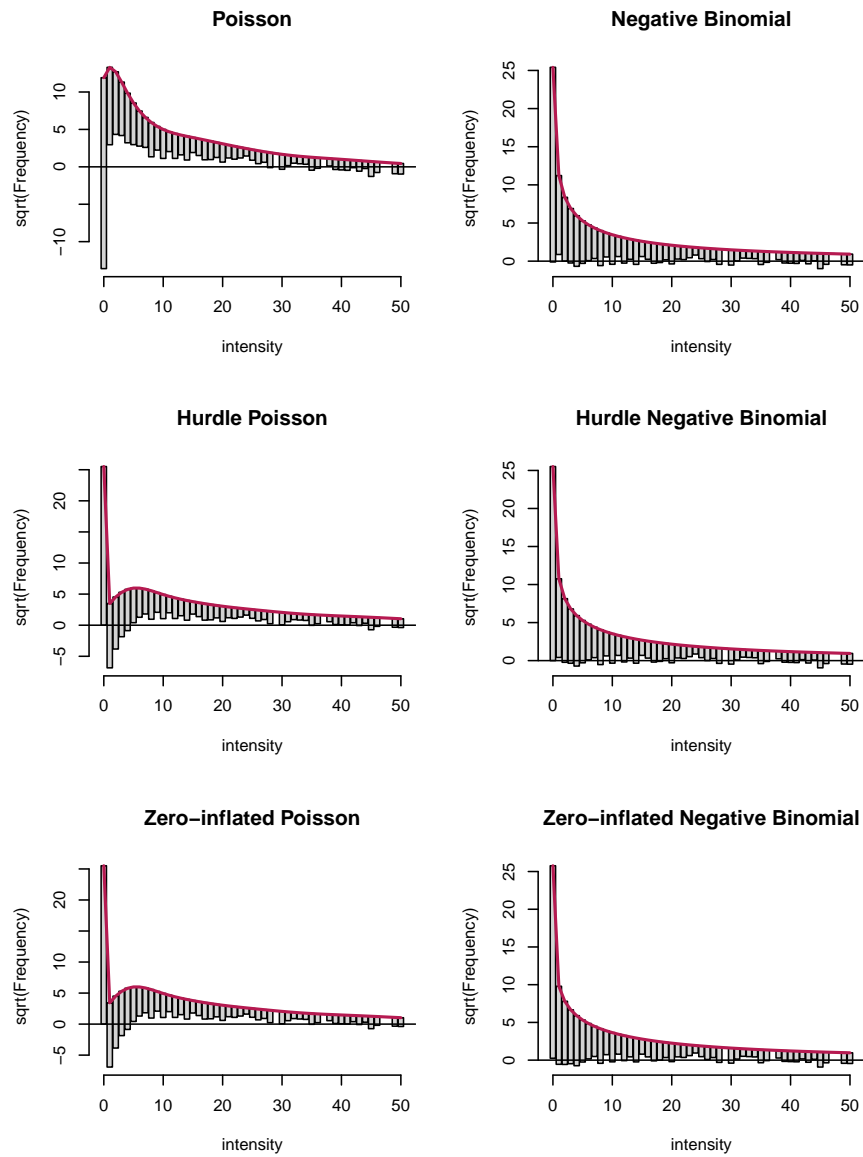 Poisson
sqrt(Frequency)
10
5
0
−10
0 10 20 30 40 50
intensity
Negative Binomial
sqrt(Frequency)
25
20
15
10
5
0
0 10 20 30 40 50
intensity
Hurdle Poisson
sqrt(Frequency)
20
10
5
0
−5
0 10 20 30 40 50
intensity
Hurdle Negative Binomial
sqrt(Frequency)
25
20
15
10
5
0
0 10 20 30 40 50
intensity
Zero−inflated Poisson
sqrt(Frequency)
20
10
5
0
−5
0 10 20 30 40 50
intensity
Zero−inflated Negative Binomial
sqrt(Frequency)
25
20
15
10
5
0
0 10 20 30 40 50
intensity